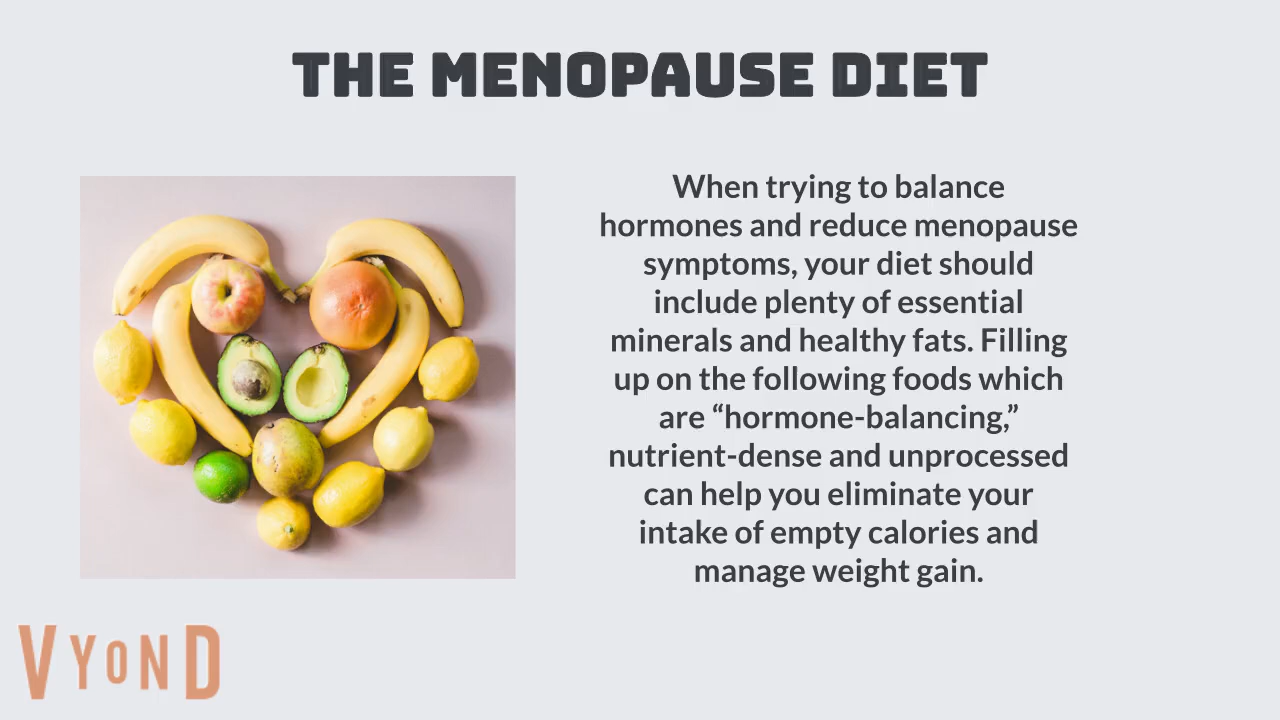 THE MENOPAUSE DIET
When trying to balance
hormones and reduce menopause
symptoms, your diet should
include plenty of essential
minerals and healthy fats. Filling
up on the following foods which
are “hormone-balancing,”
nutrient-dense and unprocessed
can help you eliminate your
intake of empty calories and
manage weight gain.
VYOND